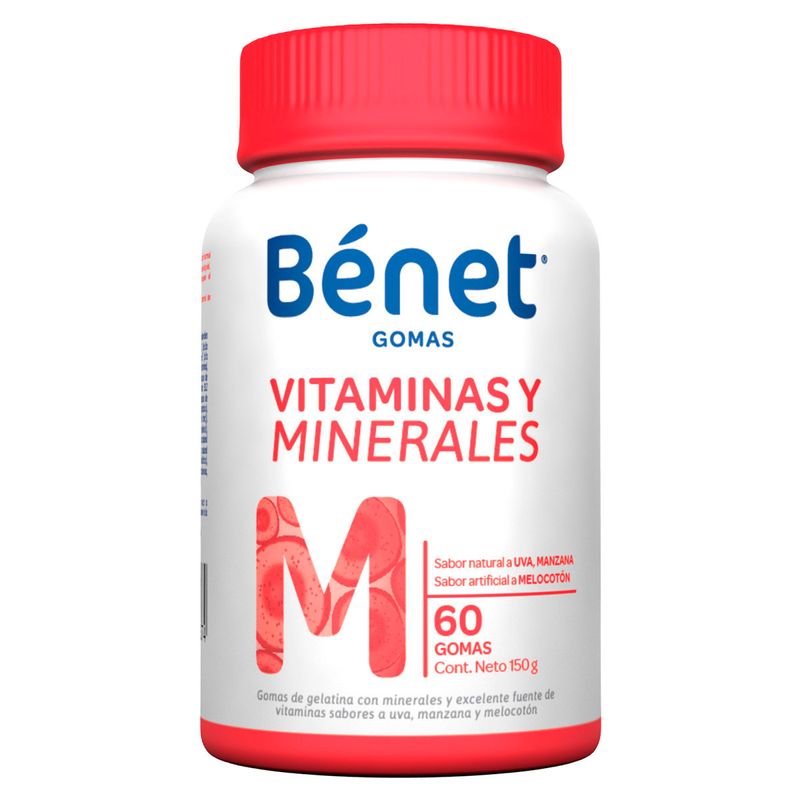 Bénet®
GOMAS
VITAMINAS Y
MINERALES
M
Sabor natural a UVA, MANZANA
Sabor artificial a MELOCOTÓN
60
GOMAS
Cont. Neto 150 g
Gomas de gelatina con minerales y excelente fuente de
vitaminas sabores a uva, manzana y melocotón